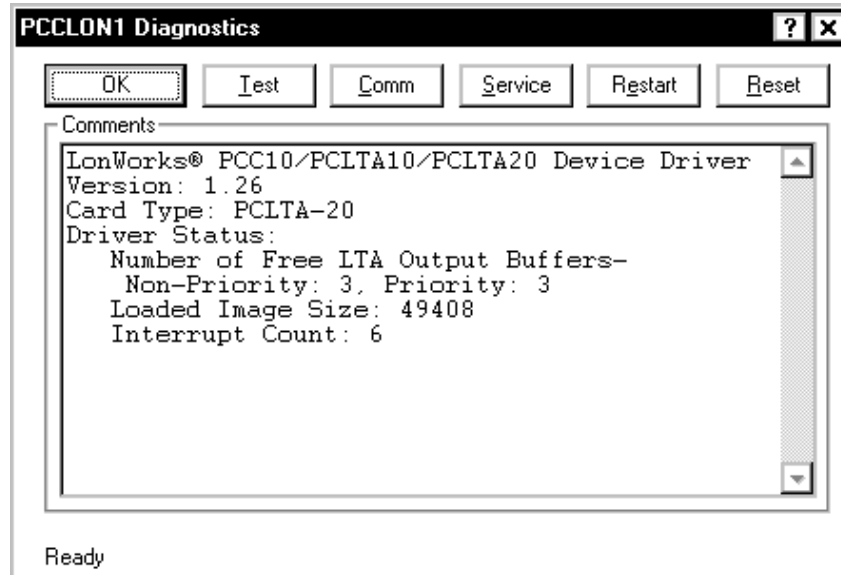 PCCLON1 Diagnostics ? ×
OK Test Comm Service Restart Reset
Comments
LonWorks® PCC10/PCLTA10/PCLTA20 Device Driver
Version: 1.26
Card Type: PCLTA-20
Driver Status:
Number of Free LTA Output Buffers-
Non-Priority: 3, Priority: 3
Loaded Image Size: 49408
Interrupt Count: 6
Ready